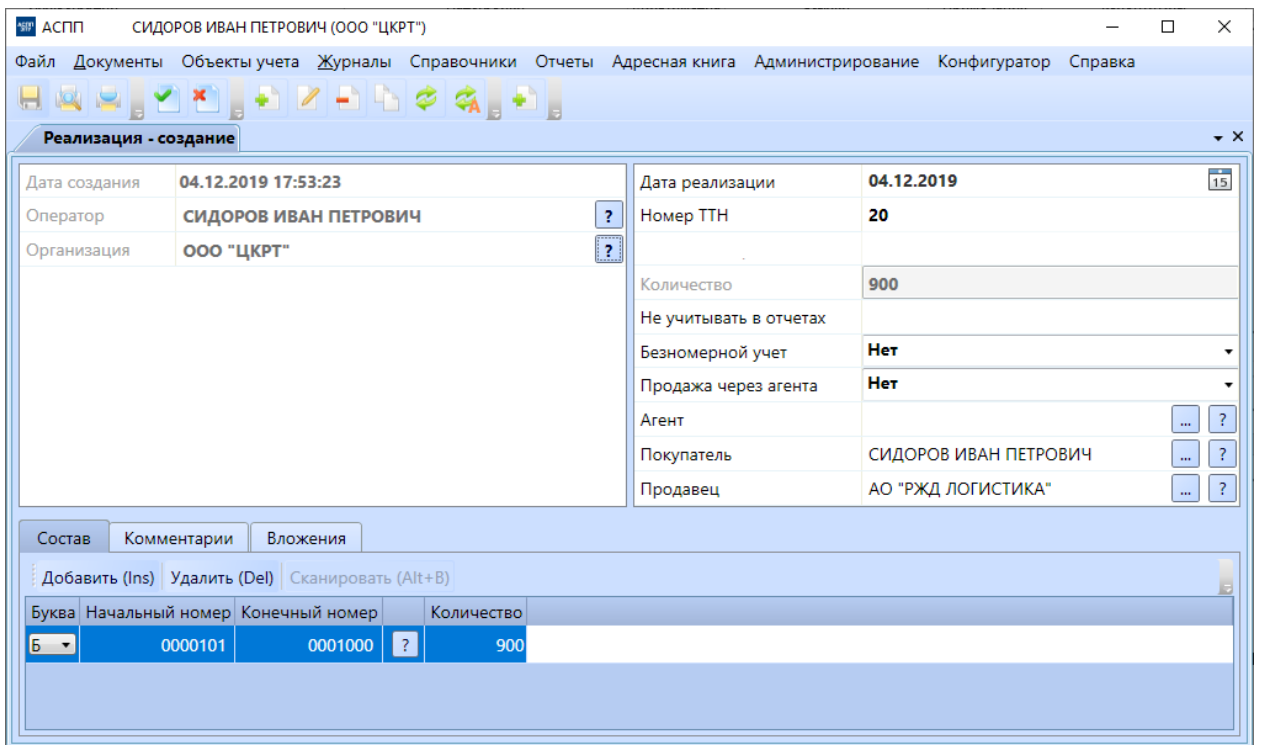 АСПП СИДОРОВ ИВАН ПЕТРОВИЧ (ООО "ЦКРТ")
Файл Документы Объекты учета Журналы Справочники Отчеты Адресная книга Администрирование Конфигуратор Справка
Реализация - создание
Дата создания 04.12.2019 17:53:23
Оператор СИДОРОВ ИВАН ПЕТРОВИЧ ?
Организация ООО "ЦКРТ" ?
Дата реализации 04.12.2019 15
Номер ТТН 20
Количество 900
Не учитывать в отчетах
Безномерной учет Нет
Продажа через агента Нет
Агент ... ?
Покупатель СИДОРОВ ИВАН ПЕТРОВИЧ ... ?
Продавец АО "РЖД ЛОГИСТИКА" ... ?
Состав Комментарии Вложения
Добавить (Ins) Удалить (Del) Сканировать (Alt+B)
Буква Начальный номер Конечный номер Количество
Б 0000101 0001000 ? 900